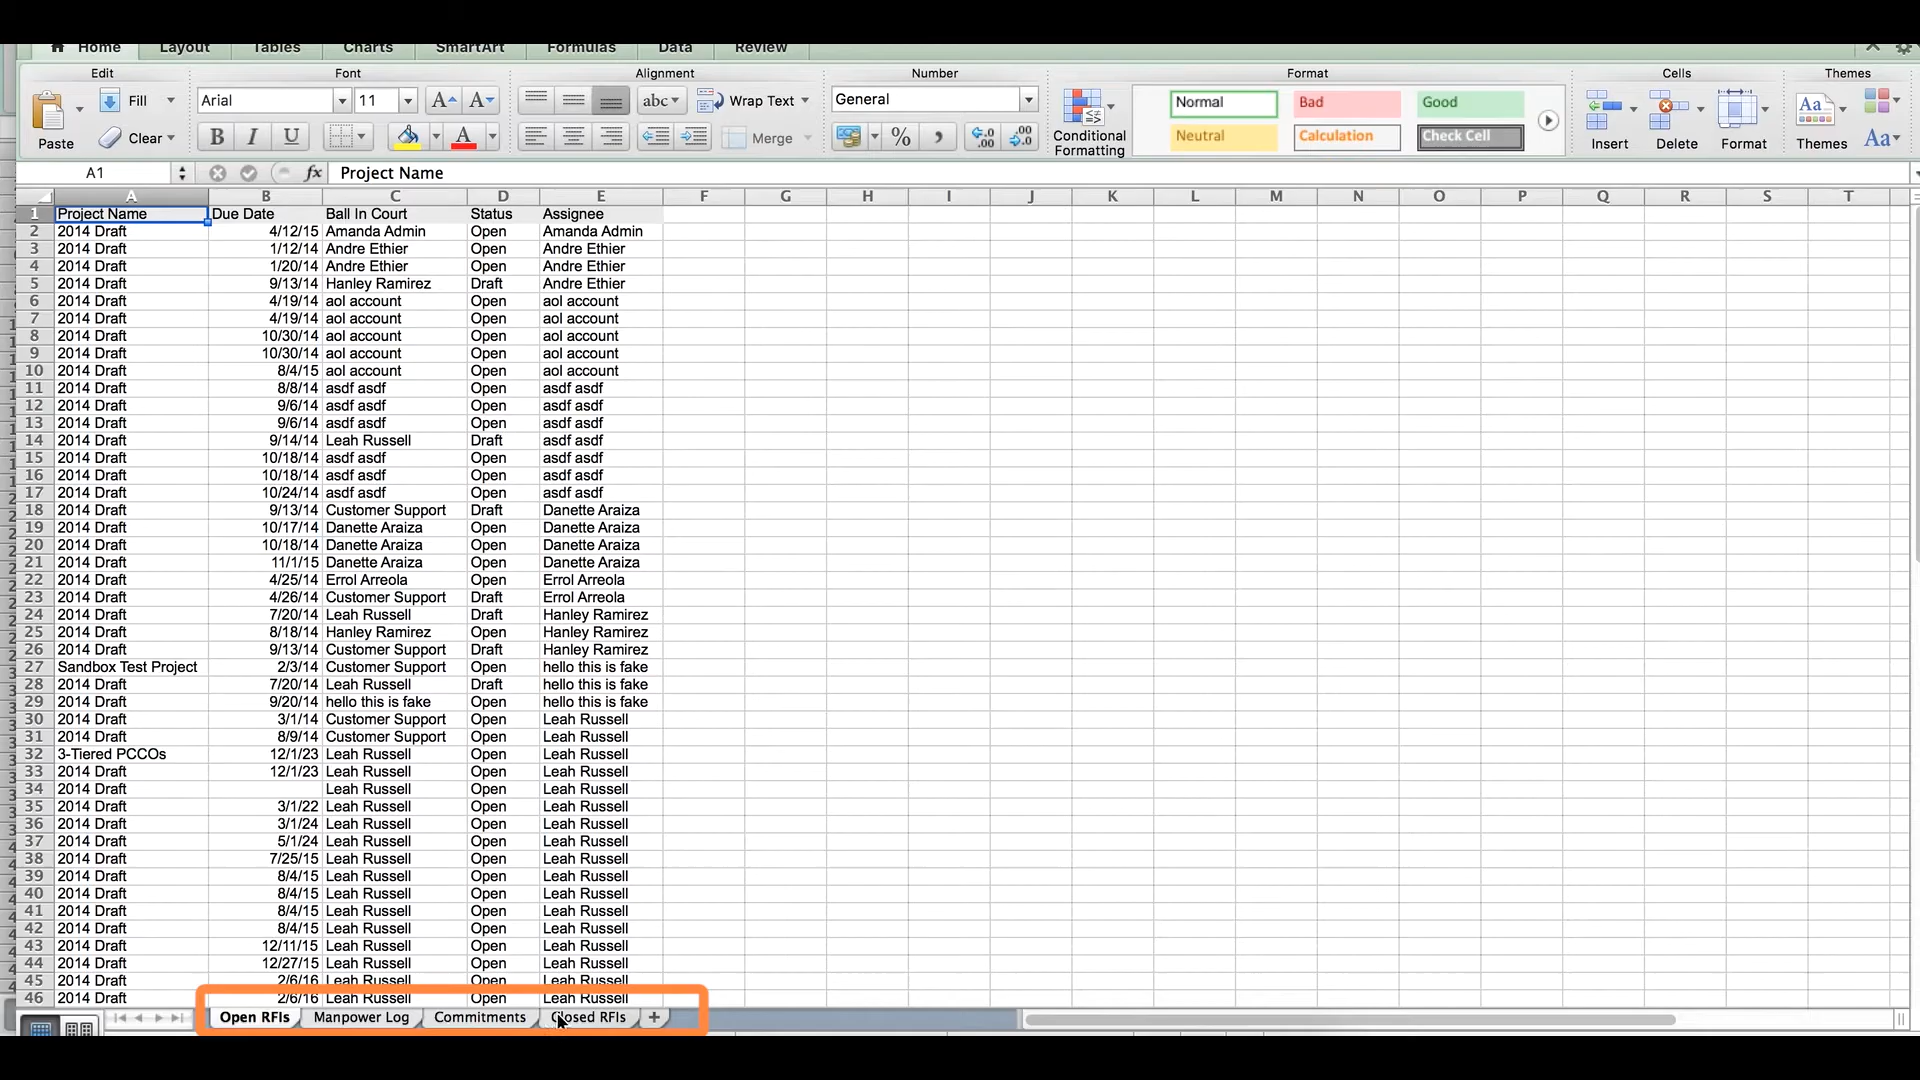 Home Layout Tables Charts SmartArt Formulas Data Review
Edit Font Alignment Number Format Cells Themes
Fill Arial 11 A A abc Wrap Text General Normal Bad Good
Paste Clear B I U A Merge % Conditional Formatting Neutral Calculation Check Cell Insert Delete Format Themes Aa
A1 fx Project Name
A B C D E F G H I J K L M N O P Q R S T
1 Project Name Due Date Ball In Court Status Assignee
2 2014 Draft 4/12/15 Amanda Admin Open Amanda Admin
3 2014 Draft 1/12/14 Andre Ethier Open Andre Ethier
4 2014 Draft 1/20/14 Andre Ethier Open Andre Ethier
5 2014 Draft 9/13/14 Hanley Ramirez Draft Andre Ethier
6 2014 Draft 4/19/14 aol account Open aol account
7 2014 Draft 4/19/14 aol account Open aol account
8 2014 Draft 10/30/14 aol account Open aol account
9 2014 Draft 10/30/14 aol account Open aol account
10 2014 Draft 8/4/15 aol account Open aol account
11 2014 Draft 8/8/14 asdf asdf Open asdf asdf
12 2014 Draft 9/6/14 asdf asdf Open asdf asdf
13 2014 Draft 9/6/14 asdf asdf Open asdf asdf
14 2014 Draft 9/14/14 Leah Russell Draft asdf asdf
15 2014 Draft 10/18/14 asdf asdf Open asdf asdf
16 2014 Draft 10/18/14 asdf asdf Open asdf asdf
17 2014 Draft 10/24/14 asdf asdf Open asdf asdf
18 2014 Draft 9/13/14 Customer Support Draft Danette Araiza
19 2014 Draft 10/17/14 Danette Araiza Open Danette Araiza
20 2014 Draft 10/18/14 Danette Araiza Open Danette Araiza
21 2014 Draft 11/1/15 Danette Araiza Open Danette Araiza
22 2014 Draft 4/25/14 Errol Arreola Open Errol Arreola
23 2014 Draft 4/26/14 Customer Support Draft Errol Arreola
24 2014 Draft 7/20/14 Leah Russell Draft Hanley Ramirez
25 2014 Draft 8/18/14 Hanley Ramirez Open Hanley Ramirez
26 2014 Draft 9/13/14 Customer Support Draft Hanley Ramirez
27 Sandbox Test Project 2/3/14 Customer Support Open hello this is fake
28 2014 Draft 7/20/14 Leah Russell Draft hello this is fake
29 2014 Draft 9/20/14 hello this is fake Open hello this is fake
30 2014 Draft 3/1/14 Customer Support Open Leah Russell
31 2014 Draft 8/9/14 Customer Support Open Leah Russell
32 3-Tiered PCCOs 12/1/23 Leah Russell Open Leah Russell
33 2014 Draft 12/1/23 Leah Russell Open Leah Russell
34 2014 Draft Leah Russell Open Leah Russell
35 2014 Draft 3/1/22 Leah Russell Open Leah Russell
36 2014 Draft 3/1/24 Leah Russell Open Leah Russell
37 2014 Draft 5/1/24 Leah Russell Open Leah Russell
38 2014 Draft 7/25/15 Leah Russell Open Leah Russell
39 2014 Draft 8/4/15 Leah Russell Open Leah Russell
40 2014 Draft 8/4/15 Leah Russell Open Leah Russell
41 2014 Draft 8/4/15 Leah Russell Open Leah Russell
42 2014 Draft 8/4/15 Leah Russell Open Leah Russell
43 2014 Draft 12/11/15 Leah Russell Open Leah Russell
44 2014 Draft 12/27/15 Leah Russell Open Leah Russell
45 2014 Draft 2/6/16 Leah Russell Open Leah Russell
46 2014 Draft 2/6/16 Leah Russell Open Leah Russell
Open RFIs Manpower Log Commitments Closed RFIs +